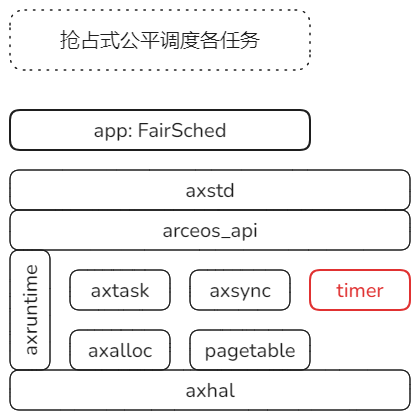 抢占式公平调度各任务
app: FairSched
axstd
arceos_api
axruntime
axtask
axsync
timer
axalloc
pagetable
axhal